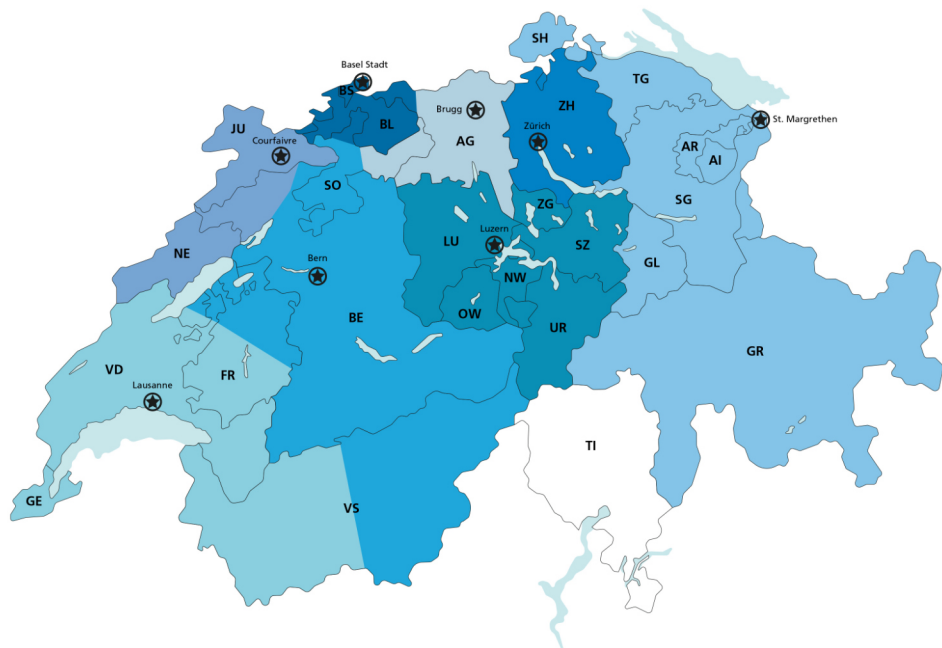 SH
Basel Stadt
TG
BS
ZH
Brugg
St. Margrethen
JU
BL
Zürich
Courfaivre
AG
AR
AI
SO
ZG
SG
LU
Luzern
SZ
NE
Bern
NW
GL
OW
BE
UR
GR
VD
FR
Lausanne
TI
GE
VS